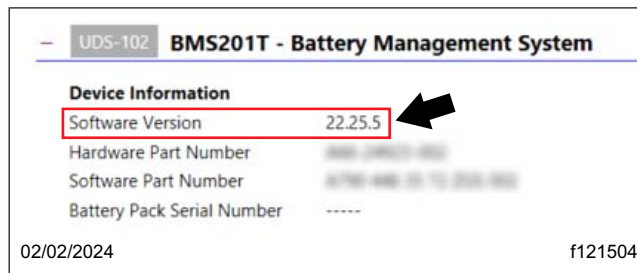 – UDS-102 BMS201T - Battery Management System
Device Information
Software Version 22.25.5
Hardware Part Number
Software Part Number
Battery Pack Serial Number -----
02/02/2024 f121504